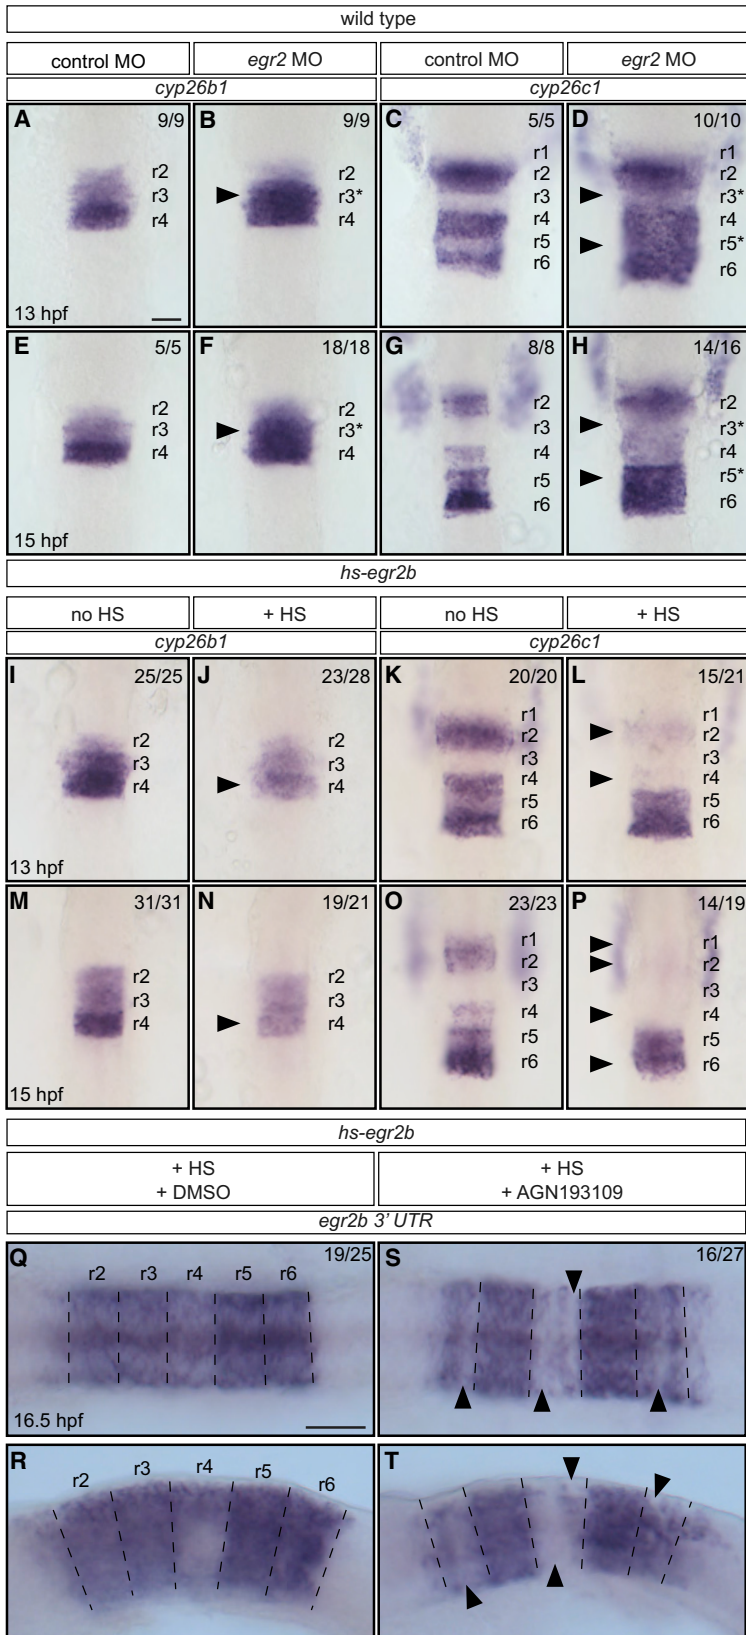 wild type
control MO egr2 MO control MO egr2 MO
cyp26b1 cyp26c1
A 9/9 B 9/9 C 5/5 D 10/10
r2 r3 r4
r2 r3* r4
r1 r2 r3 r4 r5 r6
r1 r2 r3* r4 r5* r6
13 hpf
E 5/5 F 18/18 G 8/8 H 14/16
r2 r3 r4
r2 r3* r4
r2 r3 r4 r5 r6
r2 r3* r4 r5* r6
15 hpf
hs-egr2b
no HS + HS no HS + HS
cyp26b1 cyp26c1
I 25/25 J 23/28 K 20/20 L 15/21
r2 r3 r4
r2 r3 r4
r1 r2 r3 r4 r5 r6
r1 r2 r3 r4 r5 r6
13 hpf
M 31/31 N 19/21 O 23/23 P 14/19
r2 r3 r4
r2 r3 r4
r1 r2 r3 r4 r5 r6
r1 r2 r3 r4 r5 r6
15 hpf
hs-egr2b
+ HS + HS
+ DMSO + AGN193109
egr2b 3' UTR
Q 19/25 S 16/27
r2 r3 r4 r5 r6
16.5 hpf
R T
r2 r3 r4 r5 r6